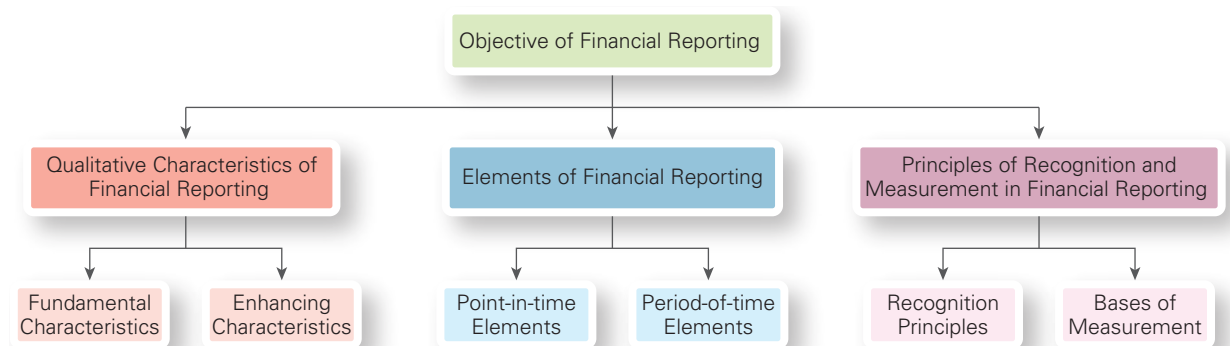 Objective of Financial Reporting
Qualitative Characteristics of
Financial Reporting
Elements of Financial Reporting
Principles of Recognition and
Measurement in Financial Reporting
Fundamental
Characteristics
Enhancing
Characteristics
Point-in-time
Elements
Period-of-time
Elements
Recognition
Principles
Bases of
Measurement